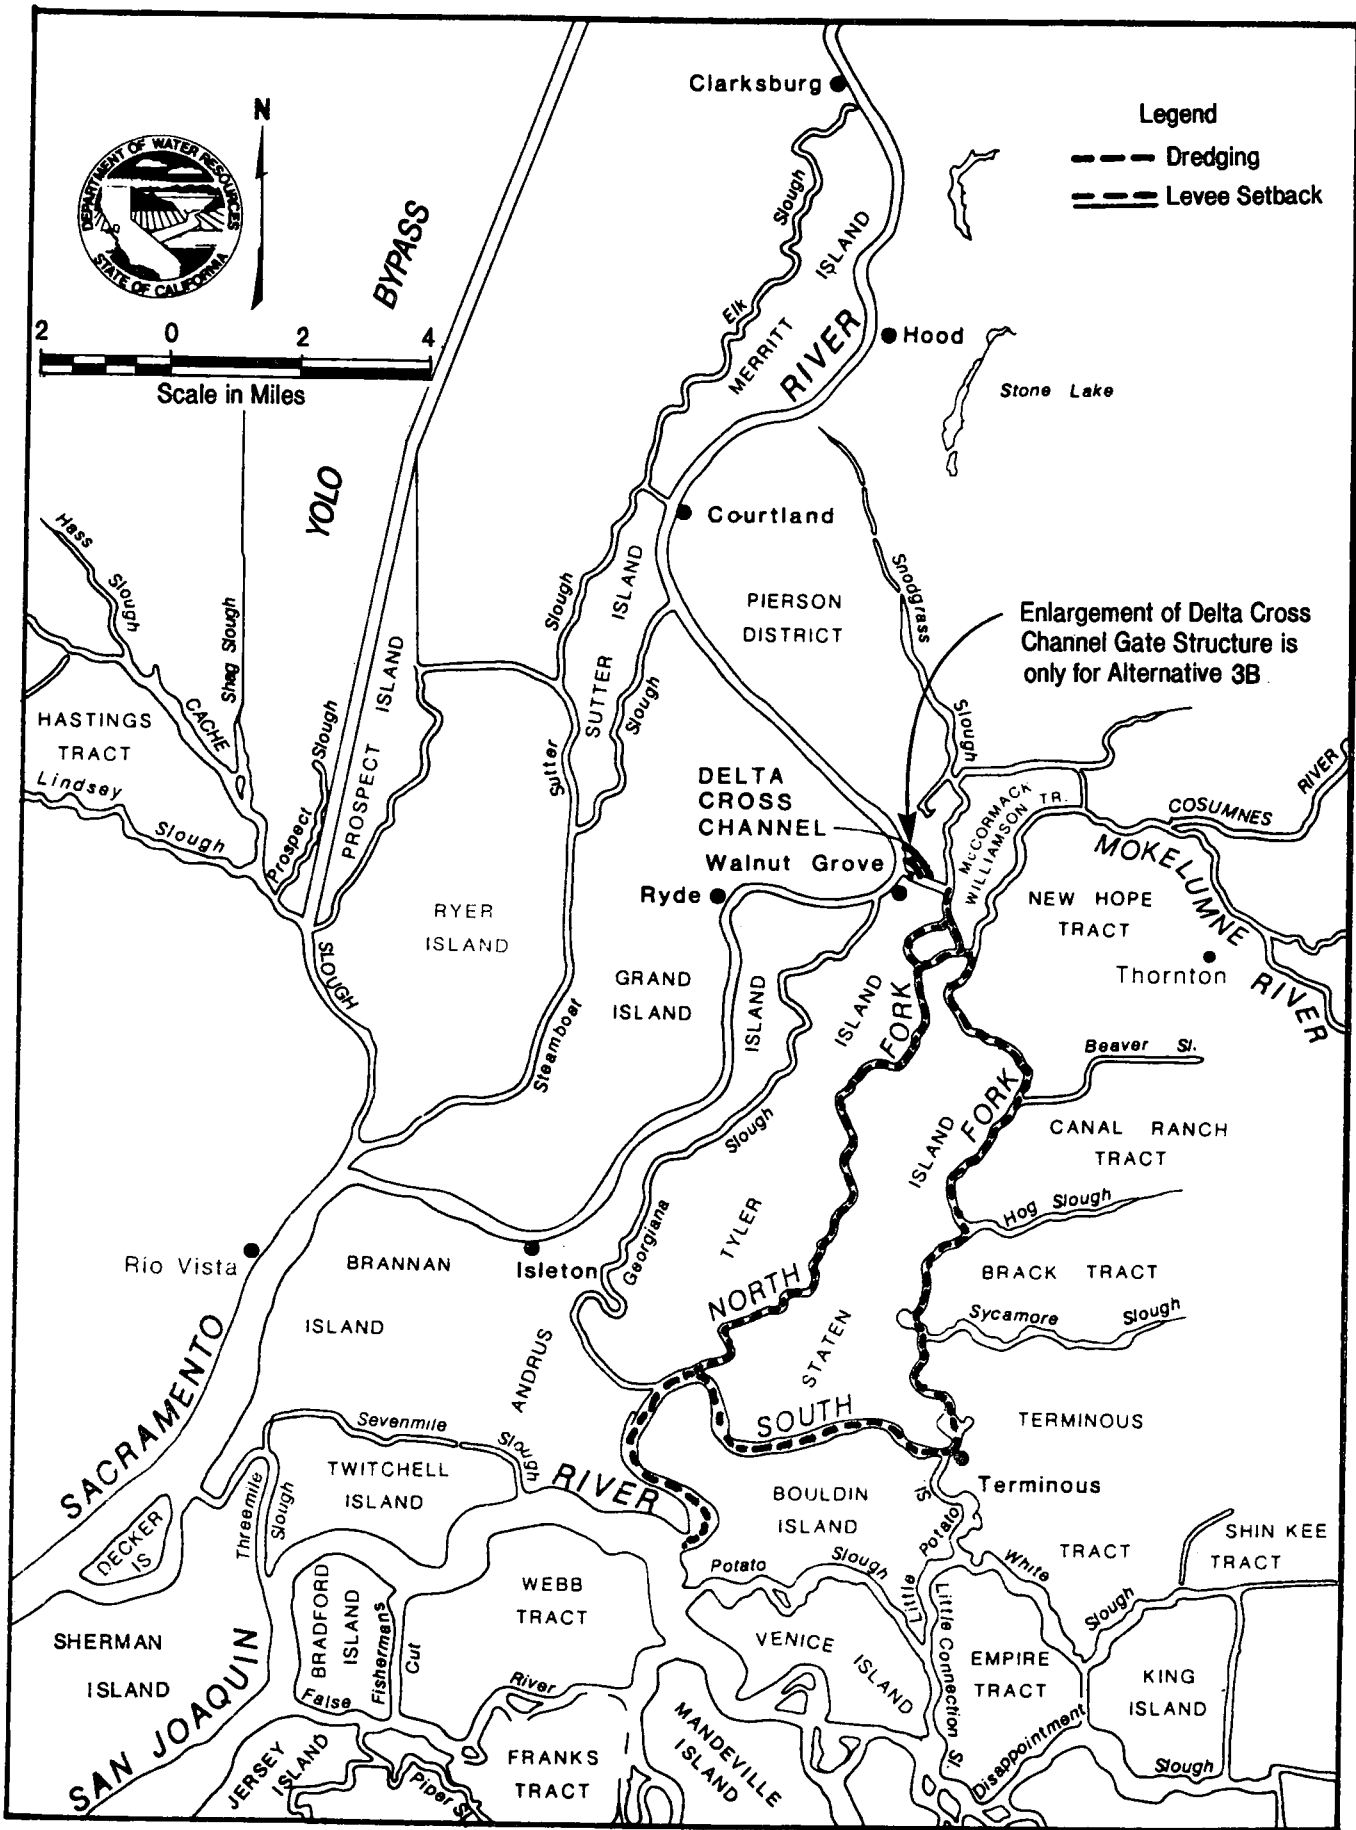 Clarksburg
Legend
Dredging
Levee Setback
N
DEPARTMENT OF WATER RESOURCES
STATE OF CALIFORNIA
2 0 2 4
Scale in Miles
YOLO BYPASS
Elk Slough
MERRITT ISLAND
RIVER
Hood
Stone Lake
Courtland
Hass Slough
Shag Slough
CACHE
HASTINGS
TRACT
Lindsey Slough
Prospect Slough
PROSPECT ISLAND
Slough
SUTTER ISLAND
Slough
Sutter
PIERSON
DISTRICT
Snodgrass
Slough
Enlargement of Delta Cross
Channel Gate Structure is
only for Alternative 3B
DELTA
CROSS
CHANNEL
Walnut Grove
Ryde
McCORMACK
WILLIAMSON TR.
COSUMNES RIVER
MOKELUMNE RIVER
NEW HOPE
TRACT
Thornton
RYER
ISLAND
SLOUGH
Steamboat
GRAND
ISLAND
ISLAND
ISLAND
FORK
Beaver Sl.
FORK
ISLAND
CANAL RANCH
TRACT
Slough
Hog Slough
Georgiana
TYLER
BRACK TRACT
Rio Vista
BRANNAN
ISLAND
Isleton
NORTH
Sycamore Slough
STATEN
ANDRUS
SACRAMENTO
SOUTH
TERMINOUS
Sevenmile Slough
TWITCHELL
ISLAND
RIVER
Threemile
Slough
DECKER
IS
BOULDIN
ISLAND
Terminous
Little Potato Sl
TRACT
SHIN KEE
TRACT
Potato Slough
White Slough
WEBB
TRACT
BRADFORD
ISLAND
Fishermans
Cut
SHERMAN
ISLAND
VENICE ISLAND
Little Connection Sl.
EMPIRE
TRACT
KING
ISLAND
False River
SAN JOAQUIN
JERSEY
ISLAND
Piper Sl.
FRANKS
TRACT
MANDEVILLE
ISLAND
Disappointment Slough